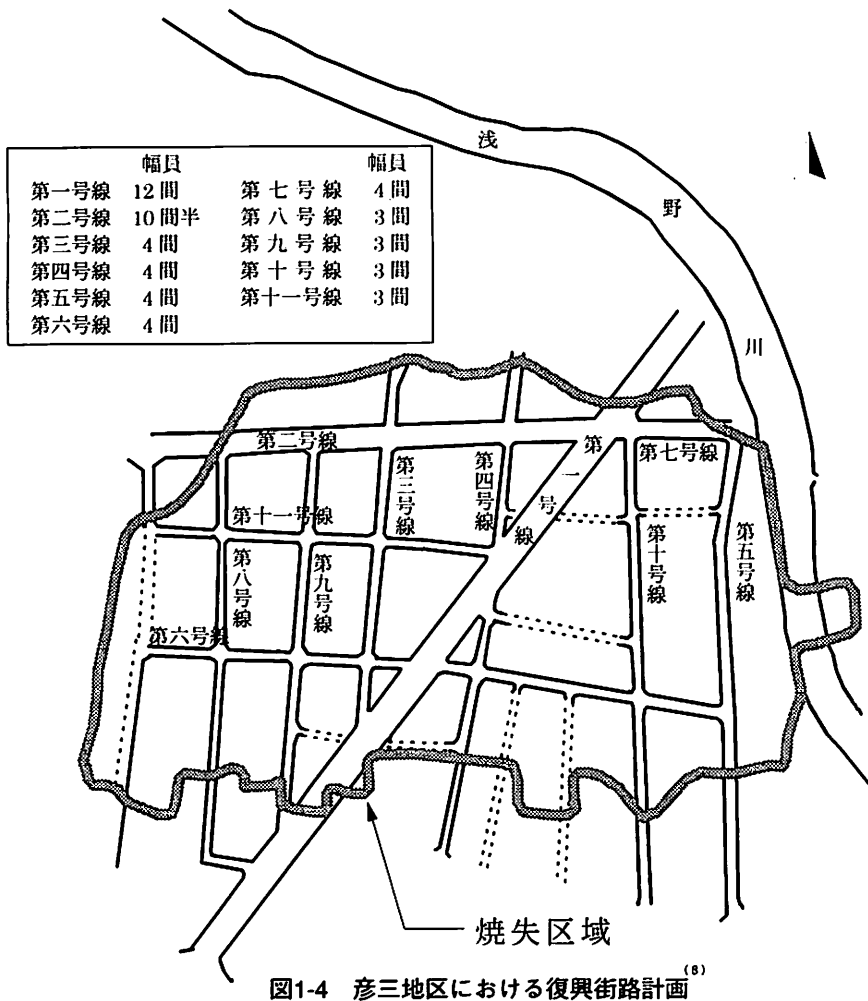 浅
野
川
幅員 幅員
第一号線 12間 第七号線 4間
第二号線 10間半 第八号線 3間
第三号線 4間 第九号線 3間
第四号線 4間 第十号線 3間
第五号線 4間 第十一号線 3間
第六号線 4間
第二号線
第三号線
第四号線
第一号線
第七号線
第十一号線
第八号線
第九号線
第十号線
第五号線
第六号線
焼失区域
図1-4 彦三地区における復興街路計画(8)